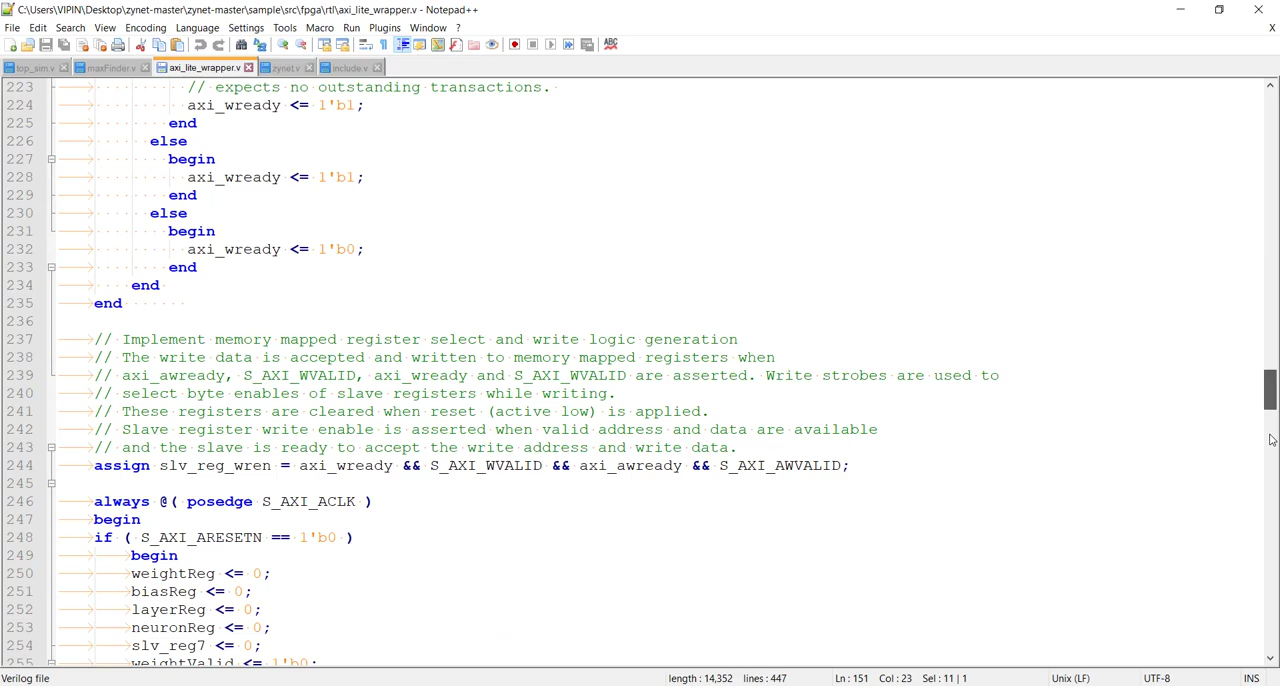 C:\Users\VIPIN\Desktop\zynet-master\zynet-master\sample\src\fpga\rtl\axi_lite_wrapper.v - Notepad++
File Edit Search View Encoding Language Settings Tools Macro Run Plugins Window ? X
top_sim.v maxFinder.v axi_lite_wrapper.v zynet.v include.v
223 // expects no outstanding transactions.
224 axi_wready <= 1'b1;
225 end
226 else
227 begin
228 axi_wready <= 1'b1;
229 end
230 else
231 begin
232 axi_wready <= 1'b0;
233 end
234 end
235 end
236
237 // Implement memory mapped register select and write logic generation
238 // The write data is accepted and written to memory mapped registers when
239 // axi_awready, S_AXI_WVALID, axi_wready and S_AXI_WVALID are asserted. Write strobes are used to
240 // select byte enables of slave registers while writing.
241 // These registers are cleared when reset (active low) is applied.
242 // Slave register write enable is asserted when valid address and data are available
243 // and the slave is ready to accept the write address and write data.
244 assign slv_reg_wren = axi_wready && S_AXI_WVALID && axi_awready && S_AXI_AWVALID;
245
246 always @( posedge S_AXI_ACLK )
247 begin
248 if ( S_AXI_ARESETN == 1'b0 )
249 begin
250 weightReg <= 0;
251 biasReg <= 0;
252 layerReg <= 0;
253 neuronReg <= 0;
254 slv_reg7 <= 0;
255 weightValid <= 1'b0;
Verilog file length : 14,352 lines : 447 Ln : 151 Col : 23 Sel : 11 | 1 Unix (LF) UTF-8 INS